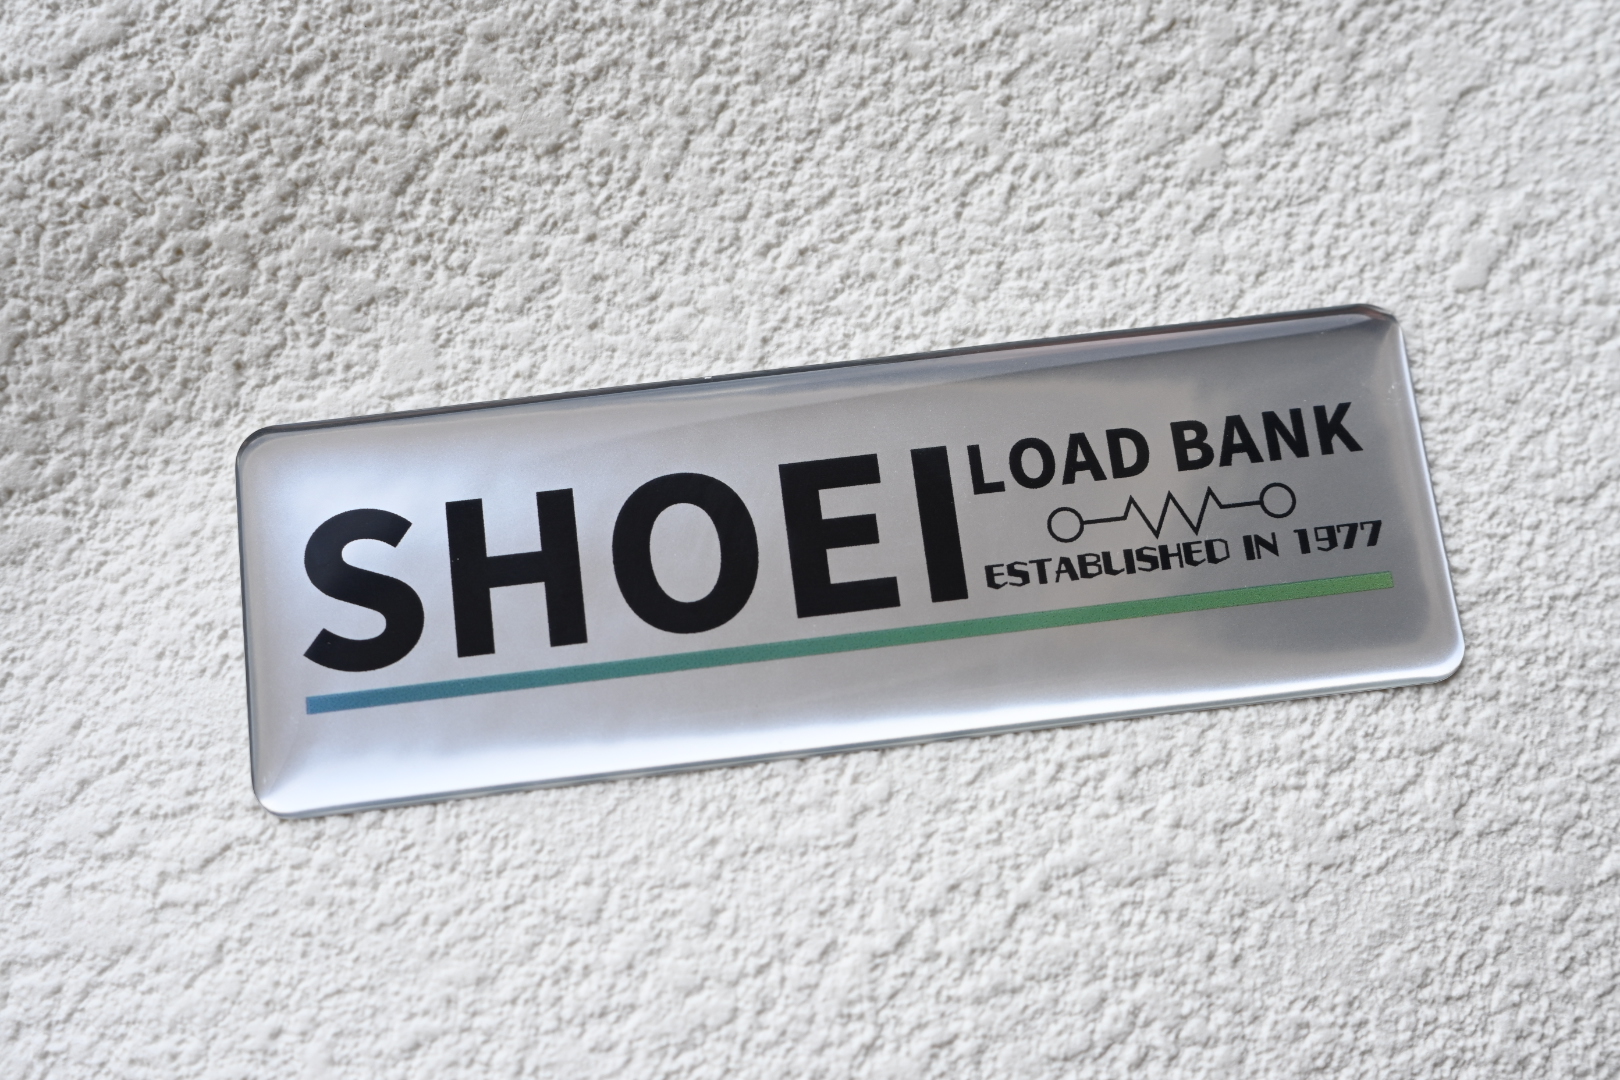 SHOEI
LOAD BANK
ESTABLISHED IN 1977